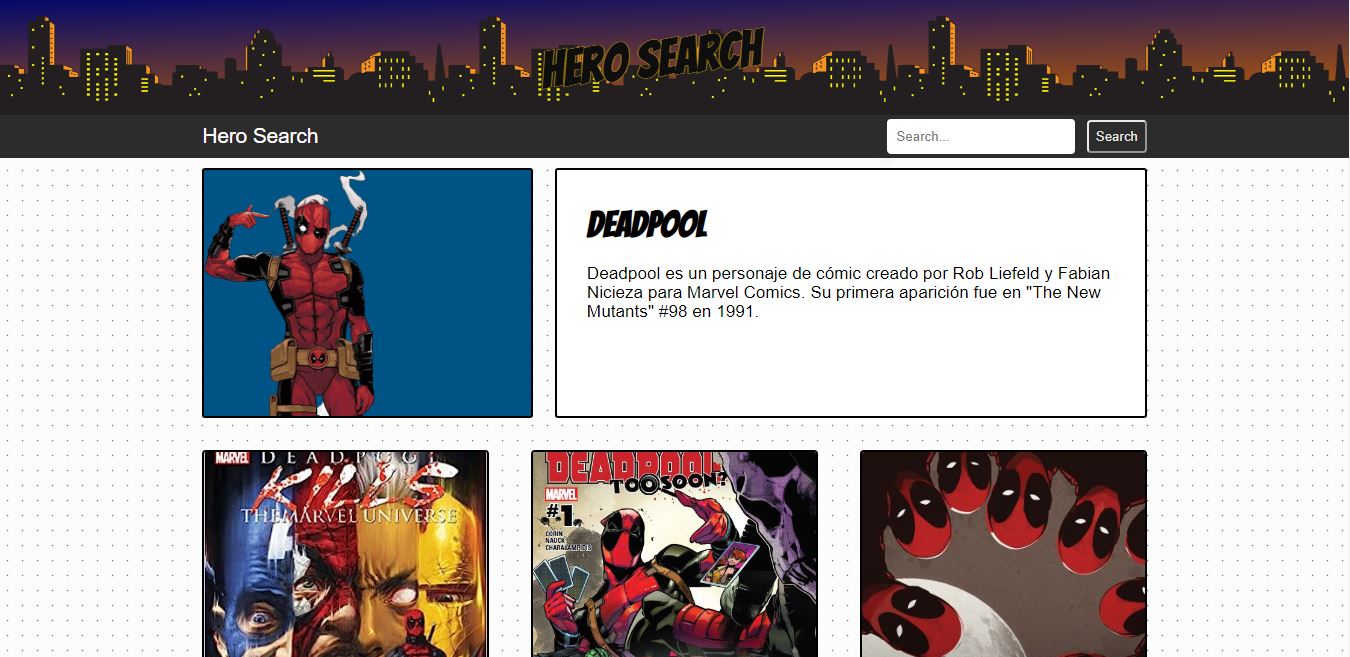 HERO SEARCH
Hero Search
Search...
Search
DEADPOOL
Deadpool es un personaje de cómic creado por Rob Liefeld y Fabian
Nicieza para Marvel Comics. Su primera aparición fue en "The New
Mutants" #98 en 1991.
MARVEL
DEADPOOL
KILLS
THE MARVEL UNIVERSE
DEADPOOL
TOO SOON?
MARVEL
#1
CORIN
NAUCK
CHARALAMPIDIS